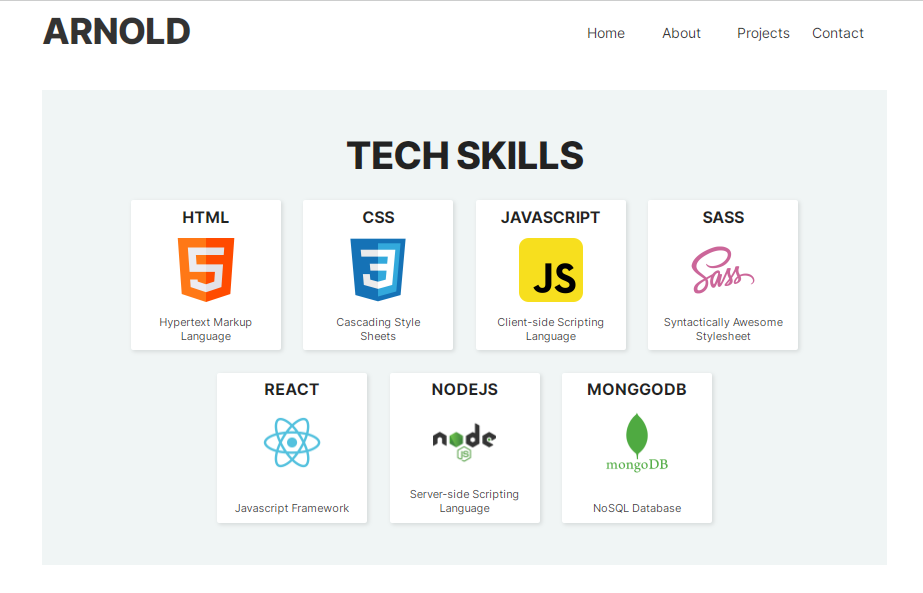 ARNOLD
Home About Projects Contact
TECH SKILLS
HTML
5
Hypertext Markup
Language
CSS
3
Cascading Style
Sheets
JAVASCRIPT
JS
Client-side Scripting
Language
SASS
Sass
Syntactically Awesome
Stylesheet
REACT
Javascript Framework
NODEJS
node
JS
Server-side Scripting
Language
MONGGODB
mongoDB
NoSQL Database